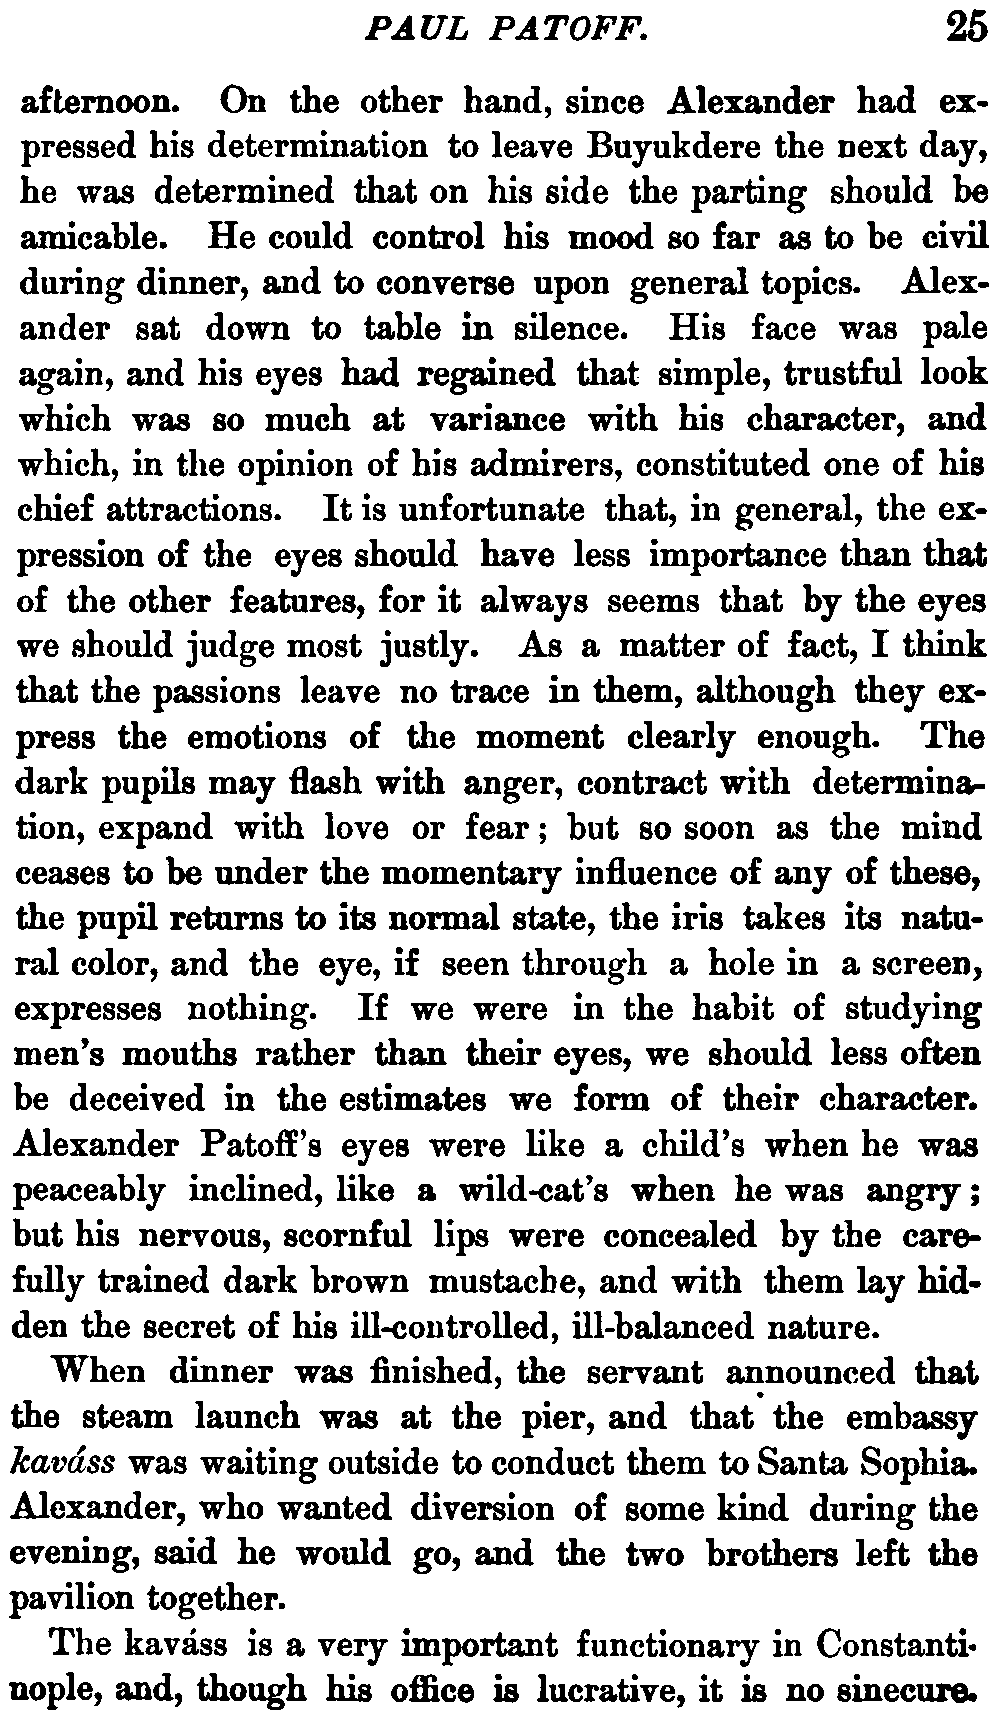 PAUL PATOFF. 25
afternoon. On the other hand, since Alexander had ex-
pressed his determination to leave Buyukdere the next day,
he was determined that on his side the parting should be
amicable. He could control his mood so far as to be civil
during dinner, and to converse upon general topics. Alex-
ander sat down to table in silence. His face was pale
again, and his eyes had regained that simple, trustful look
which was so much at variance with his character, and
which, in the opinion of his admirers, constituted one of his
chief attractions. It is unfortunate that, in general, the ex-
pression of the eyes should have less importance than that
of the other features, for it always seems that by the eyes
we should judge most justly. As a matter of fact, I think
that the passions leave no trace in them, although they ex-
press the emotions of the moment clearly enough. The
dark pupils may flash with anger, contract with determina-
tion, expand with love or fear; but so soon as the mind
ceases to be under the momentary influence of any of these,
the pupil returns to its normal state, the iris takes its natu-
ral color, and the eye, if seen through a hole in a screen,
expresses nothing. If we were in the habit of studying
men's mouths rather than their eyes, we should less often
be deceived in the estimates we form of their character.
Alexander Patoff's eyes were like a child's when he was
peaceably inclined, like a wild-cat's when he was angry;
but his nervous, scornful lips were concealed by the care-
fully trained dark brown mustache, and with them lay hid-
den the secret of his ill-controlled, ill-balanced nature.
When dinner was finished, the servant announced that
the steam launch was at the pier, and that the embassy
kaváss was waiting outside to conduct them to Santa Sophia.
Alexander, who wanted diversion of some kind during the
evening, said he would go, and the two brothers left the
pavilion together.
The kaváss is a very important functionary in Constanti-
nople, and, though his office is lucrative, it is no sinecure.